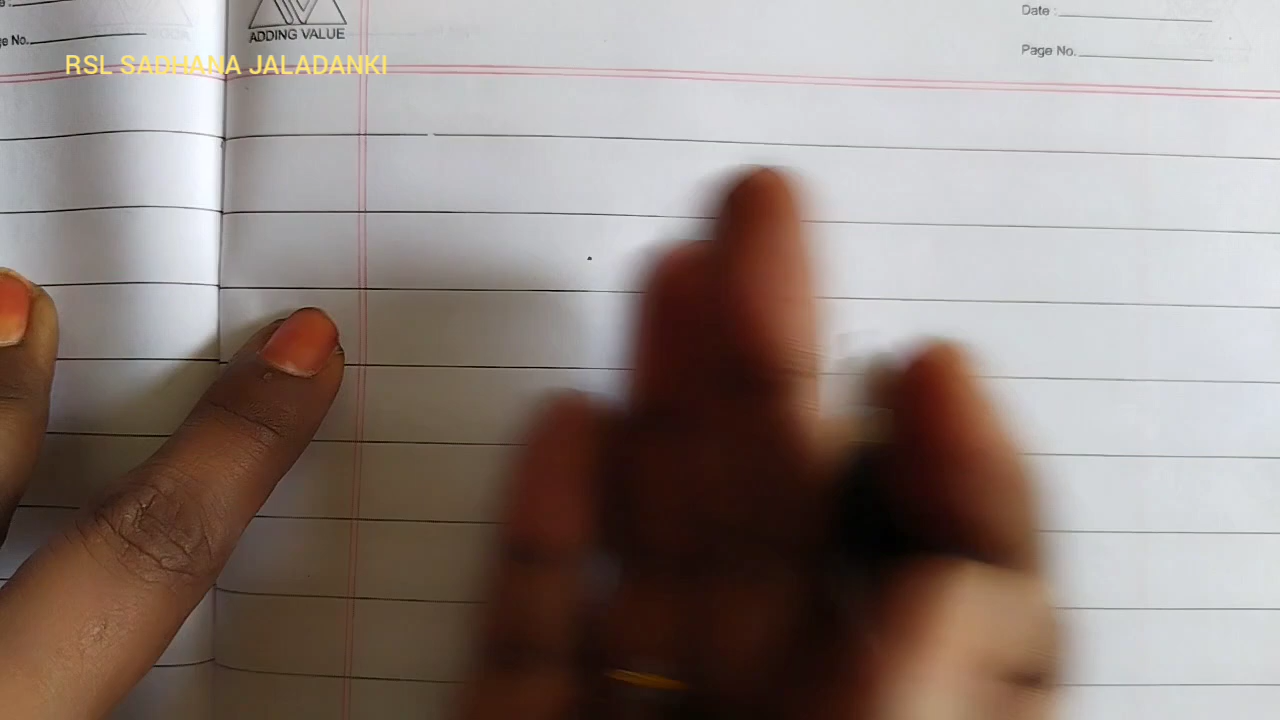 Date :
ADDING VALUE
ge No.
Page No.
RSL SADHANA JALADANKI